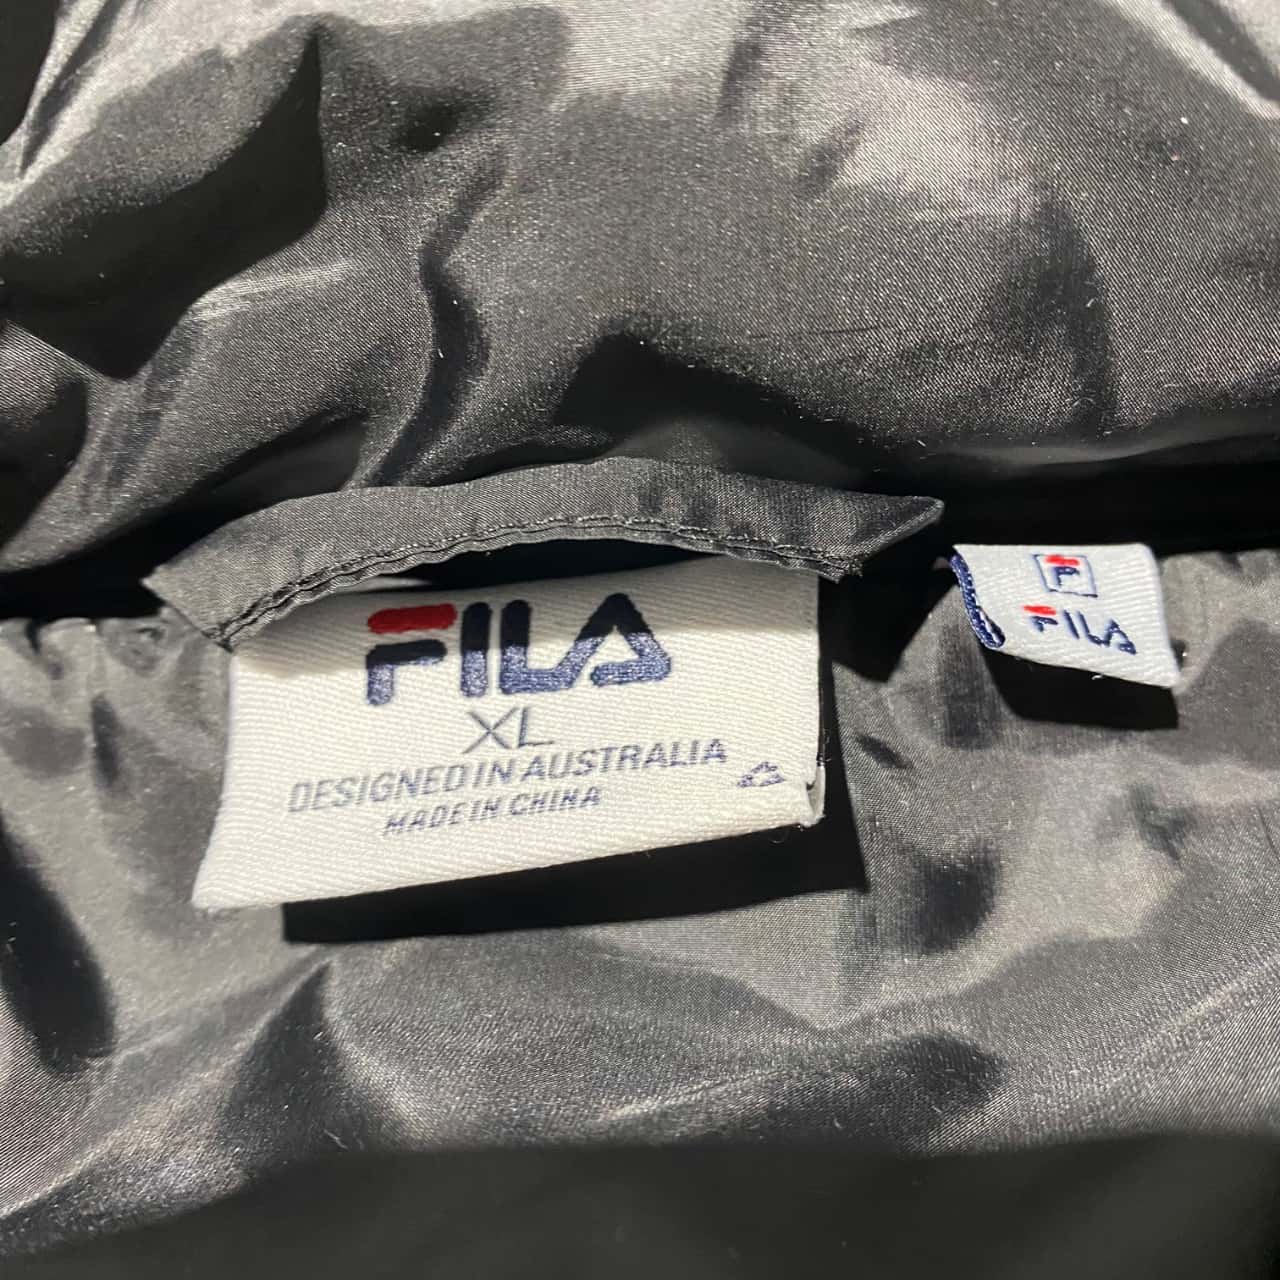 FILA
XL
DESIGNED IN AUSTRALIA
MADE IN CHINA
F
FILA